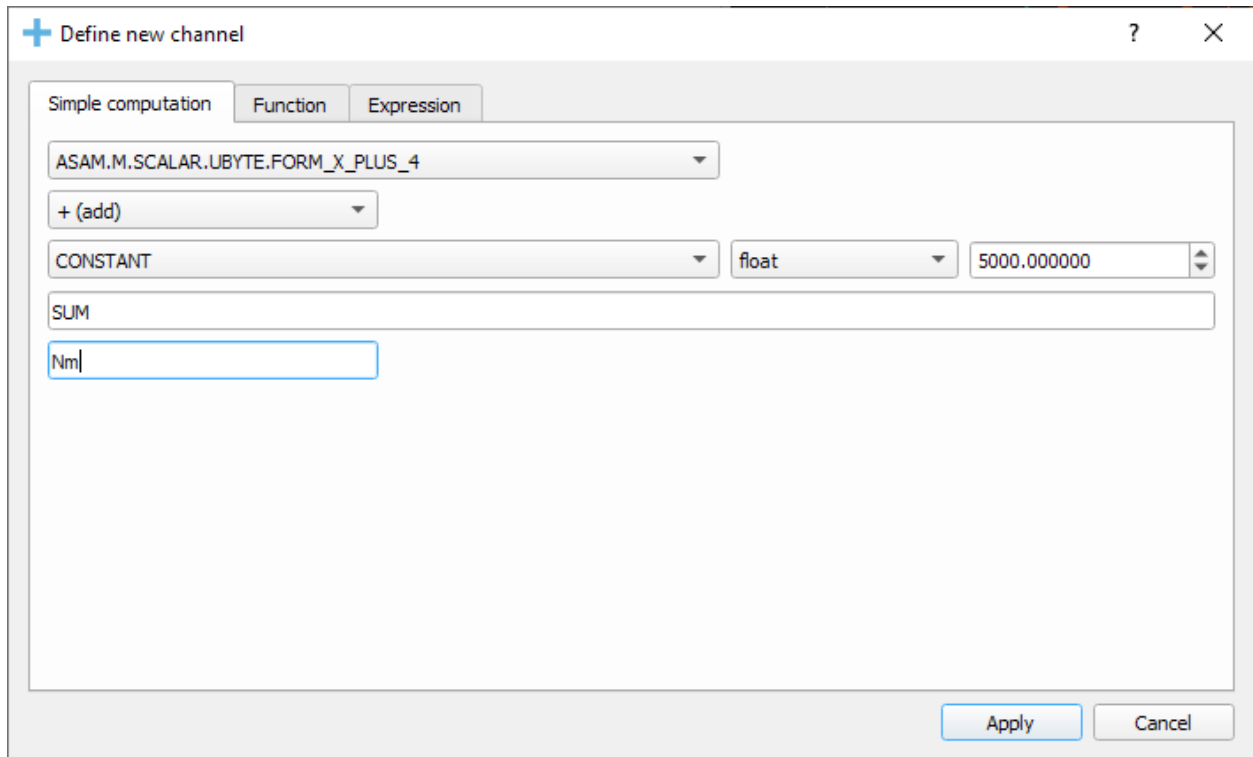 Define new channel ?
Simple computation Function Expression
ASAM.M.SCALAR.UBYTE.FORM_X_PLUS_4
+ (add)
CONSTANT float 5000.000000
SUM
Nm
Apply Cancel